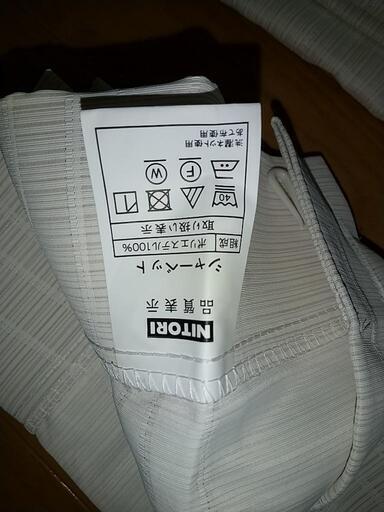 NITORI
品質表示
シャーベット
組成 ポリエステル100%
取り扱い表示
40
F W
洗濯ネット使用
あて布使用